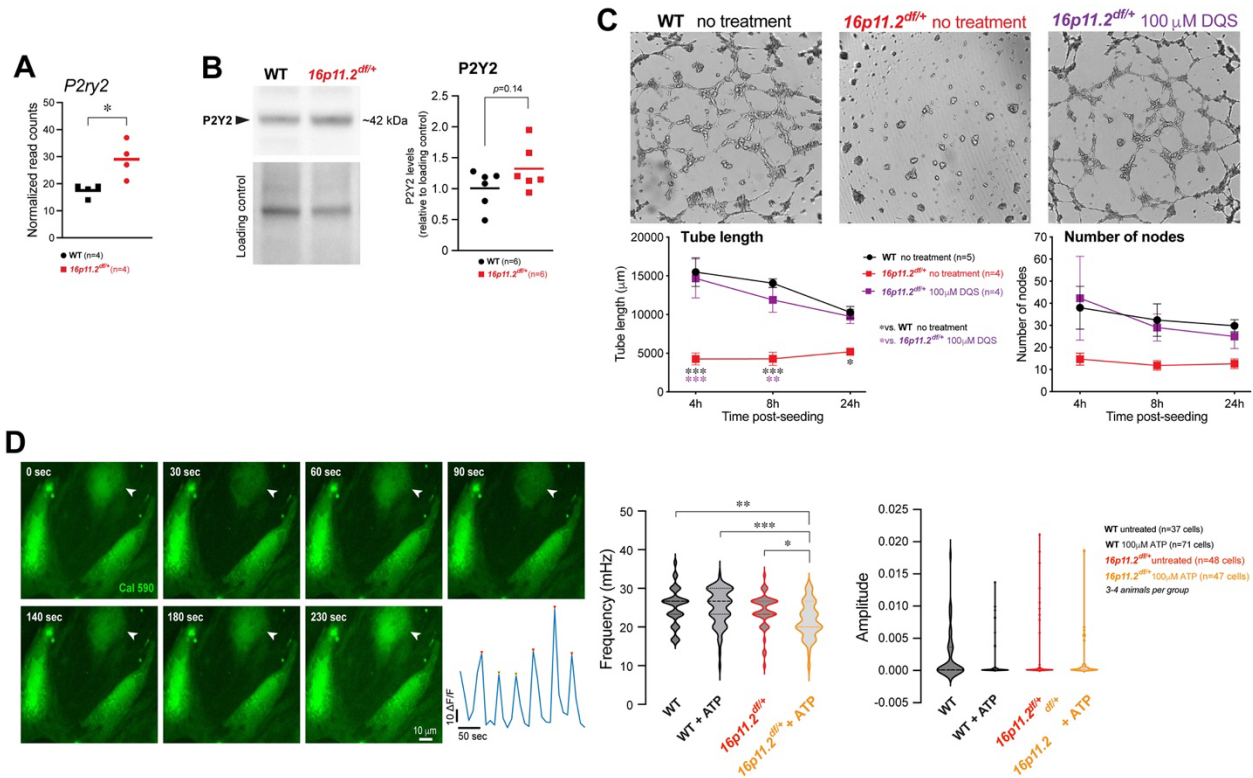 A
P2ry2
*
Normalized read counts
50
40
30
20
10
0
WT (n=4)
16p11.2df/+ (n=4)
B
WT
16p11.2df/+
P2Y2
~42 kDa
Loading control
P2Y2
p=0.14
P2Y2 levels
(relative to loading control)
2.5
2.0
1.5
1.0
0.5
0.0
WT (n=6)
16p11.2df/+ (n=6)
C
WT no treatment
16p11.2df/+ no treatment
16p11.2df/+ 100 μM DQS
Tube length
Tube length (μm)
20000
15000
10000
5000
0
***
***
***
**
*
4h
8h
24h
Time post-seeding
WT no treatment (n=5)
16p11.2df/+ no treatment (n=4)
16p11.2df/+ 100μM DQS (n=4)
*vs. WT no treatment
*vs. 16p11.2df/+ 100μM DQS
Number of nodes
Number of nodes
70
60
50
40
30
20
10
0
4h
8h
24h
Time post-seeding
D
0 sec
30 sec
60 sec
90 sec
Cal 590
140 sec
180 sec
230 sec
10 μm
10 ΔF/F
50 sec
Frequency (mHz)
50
40
30
20
10
0
**
***
*
WT
WT + ATP
16p11.2df/+
16p11.2df/+ + ATP
Amplitude
0.025
0.020
0.015
0.010
0.005
0.000
-0.005
WT
WT + ATP
16p11.2df/+
df/+
16p11.2 + ATP
WT untreated (n=37 cells)
WT 100μM ATP (n=71 cells)
16p11.2df/+ untreated (n=48 cells)
16p11.2df/+ 100μM ATP (n=47 cells)
3-4 animals per group